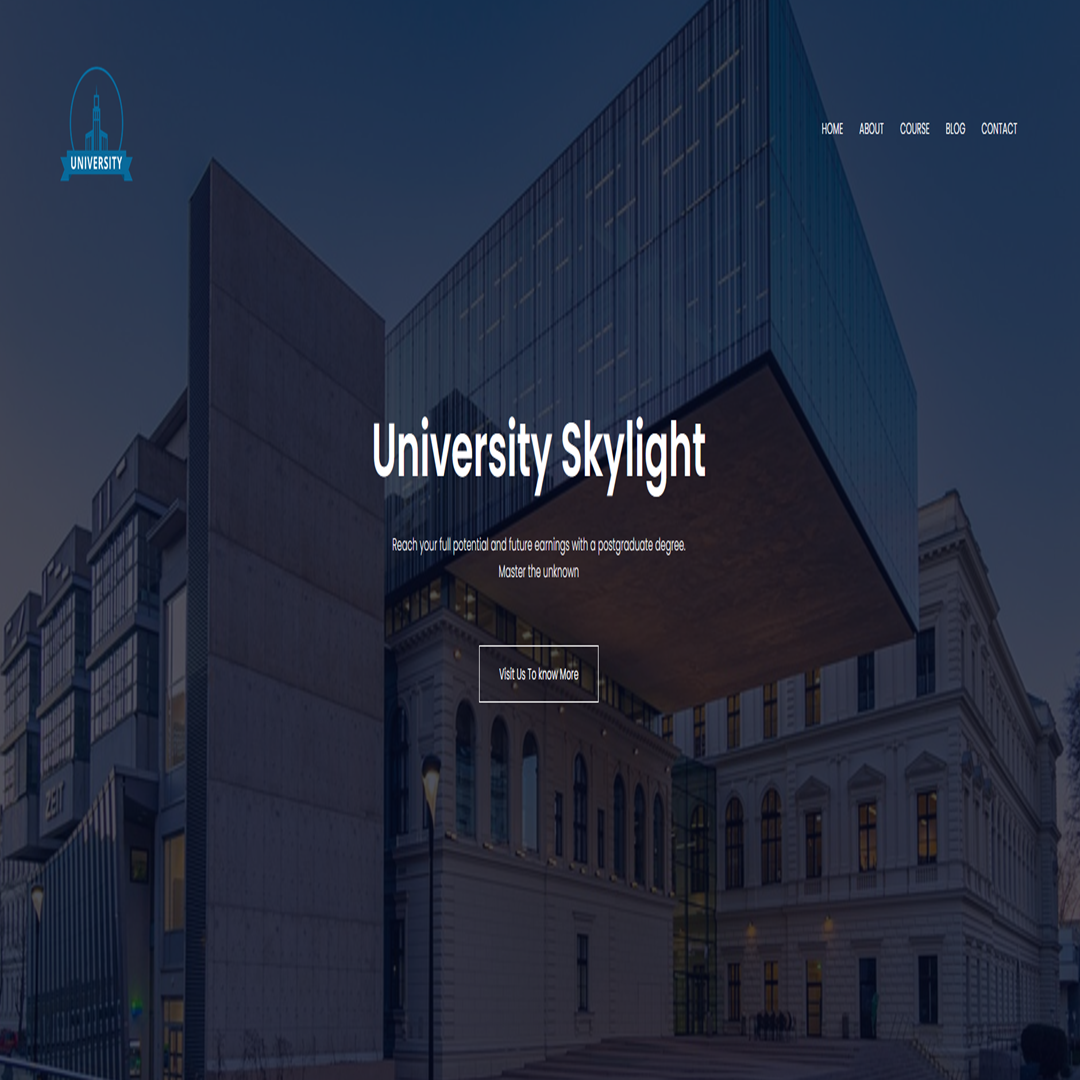 UNIVERSITY
HOME ABOUT COURSE BLOG CONTACT
University Skylight
Reach your full potential and future earnings with a postgraduate degree.
Master the unknown
Visit Us To know More
ZEIT